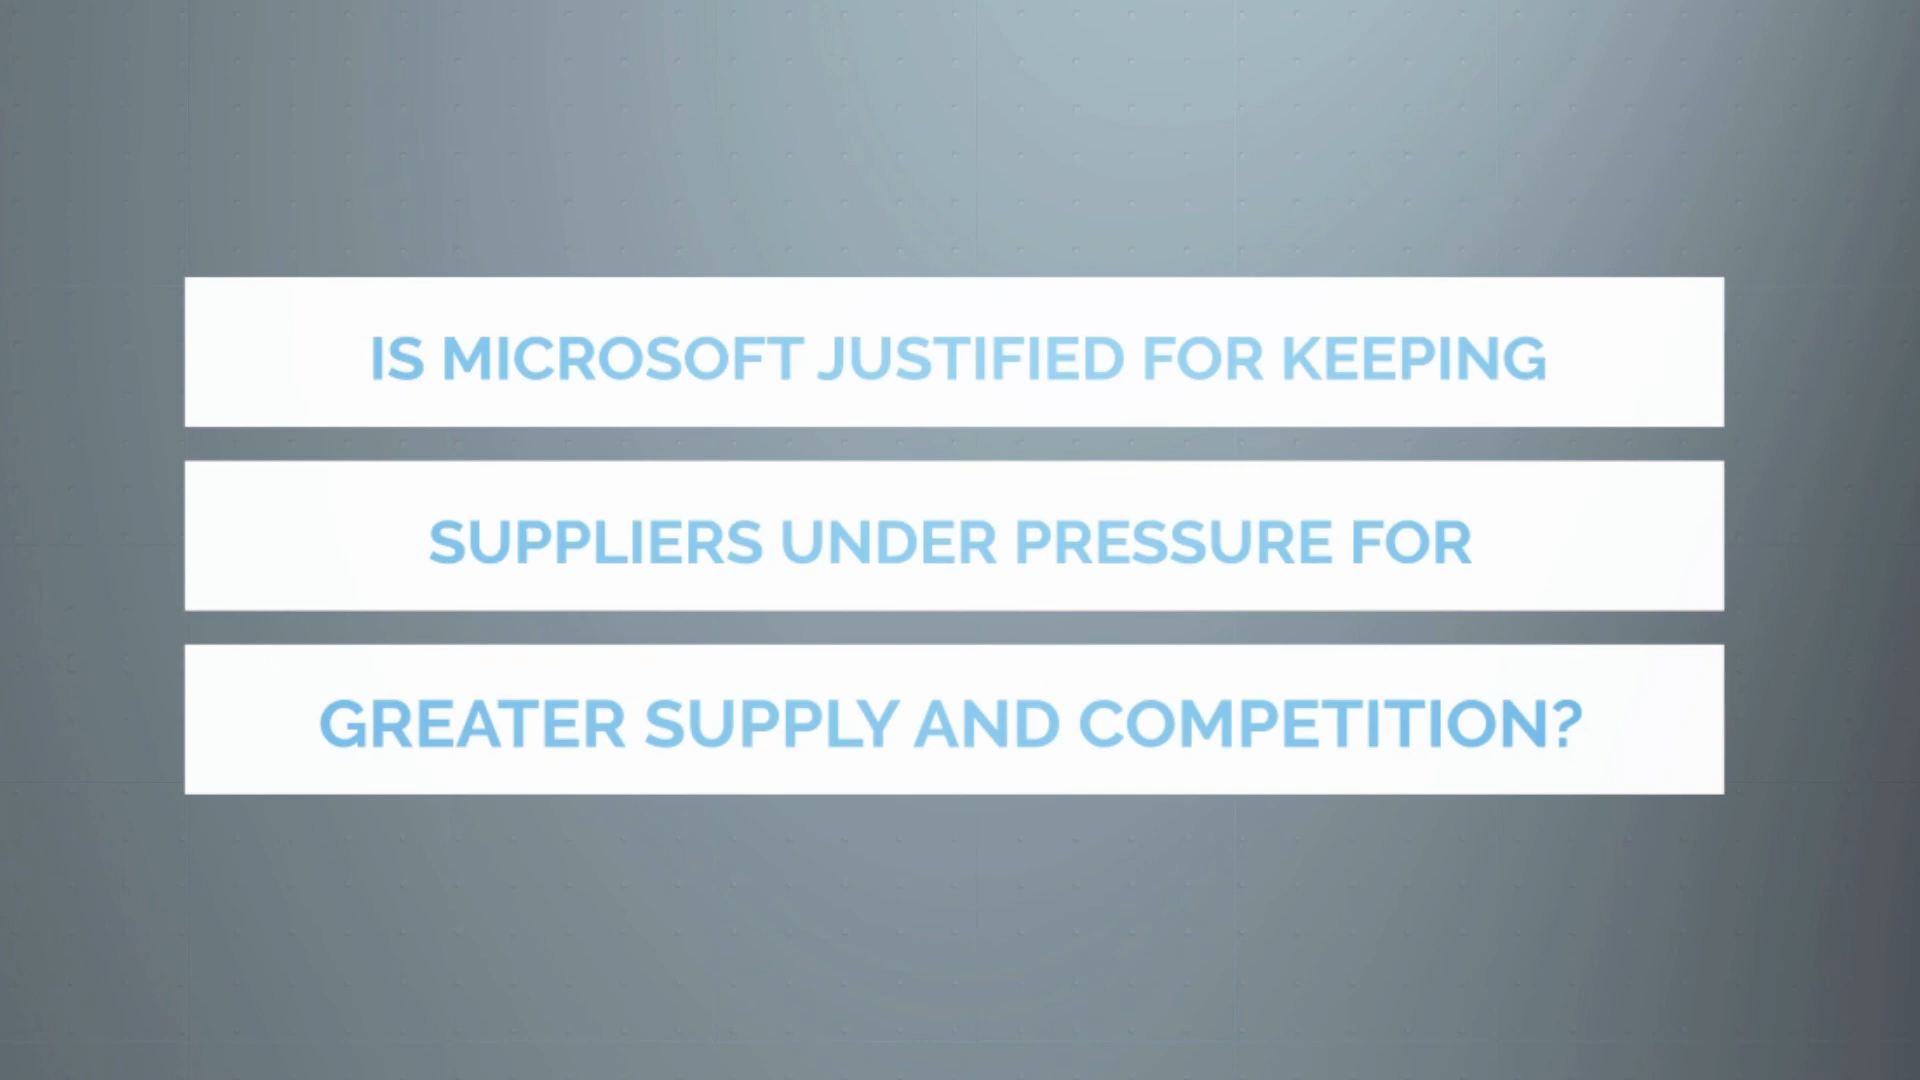 IS MICROSOFT JUSTIFIED FOR KEEPING
SUPPLIERS UNDER PRESSURE FOR
GREATER SUPPLY AND COMPETITION?